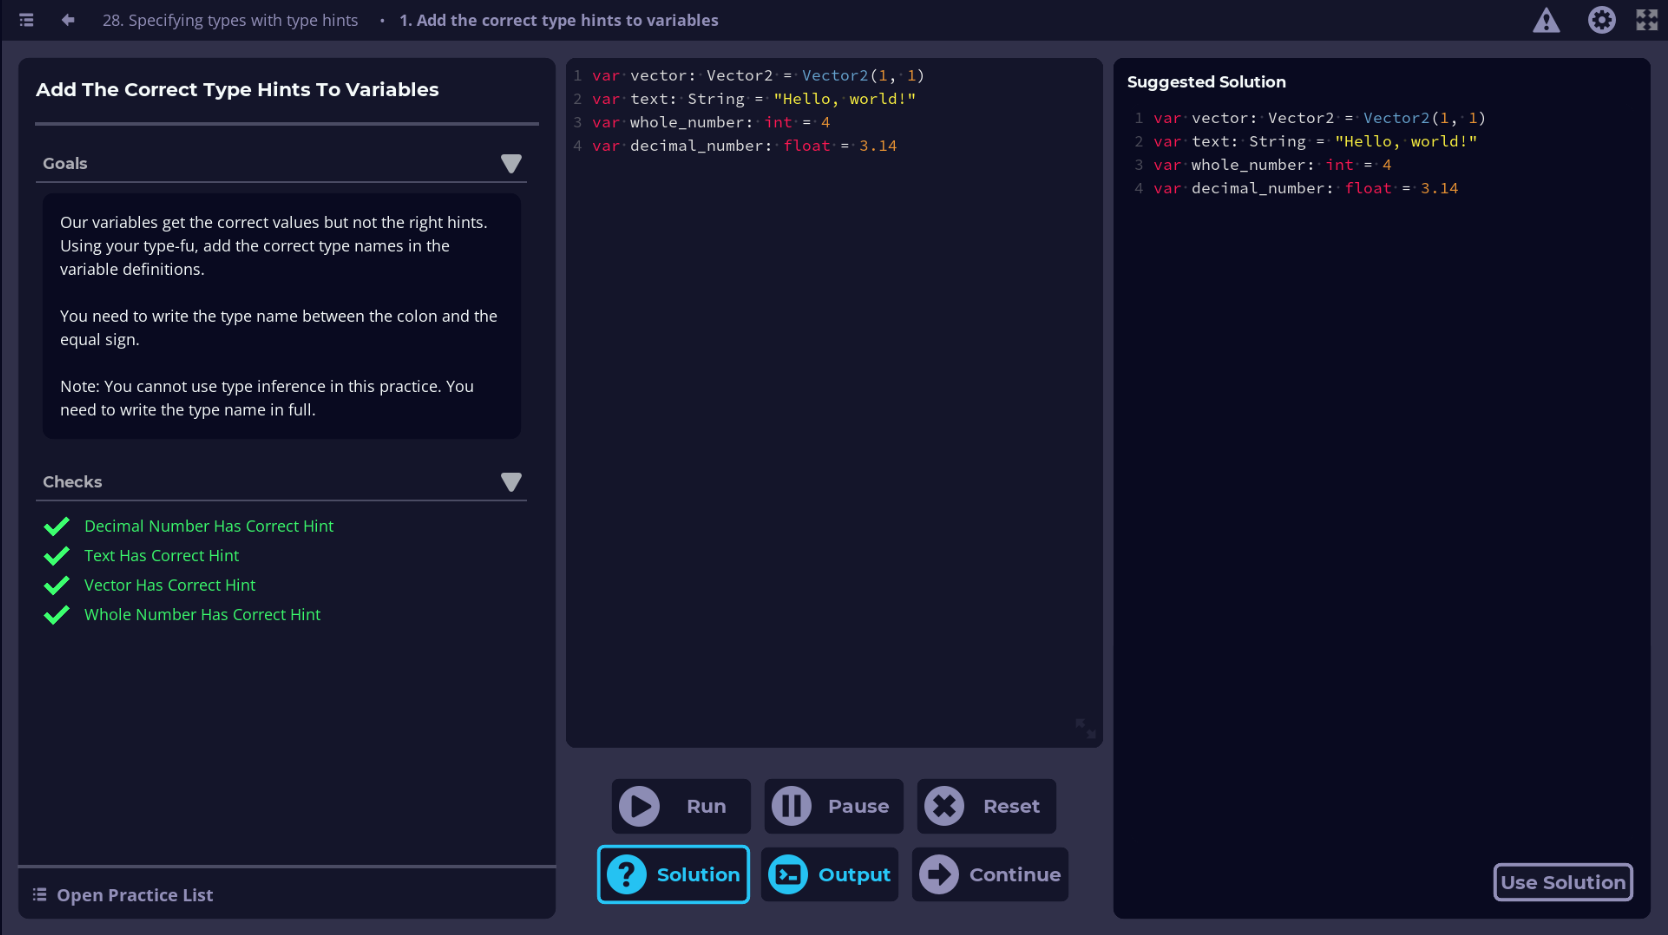 28. Specifying types with type hints • 1. Add the correct type hints to variables
Add The Correct Type Hints To Variables
Goals
Our variables get the correct values but not the right hints.
Using your type-fu, add the correct type names in the
variable definitions.
You need to write the type name between the colon and the
equal sign.
Note: You cannot use type inference in this practice. You
need to write the type name in full.
Checks
Decimal Number Has Correct Hint
Text Has Correct Hint
Vector Has Correct Hint
Whole Number Has Correct Hint
Open Practice List
1 var vector: Vector2 = Vector2(1, 1)
2 var text: String = "Hello, world!"
3 var whole_number: int = 4
4 var decimal_number: float = 3.14
Run
Pause
Reset
Solution
Output
Continue
Suggested Solution
1 var vector: Vector2 = Vector2(1, 1)
2 var text: String = "Hello, world!"
3 var whole_number: int = 4
4 var decimal_number: float = 3.14
Use Solution